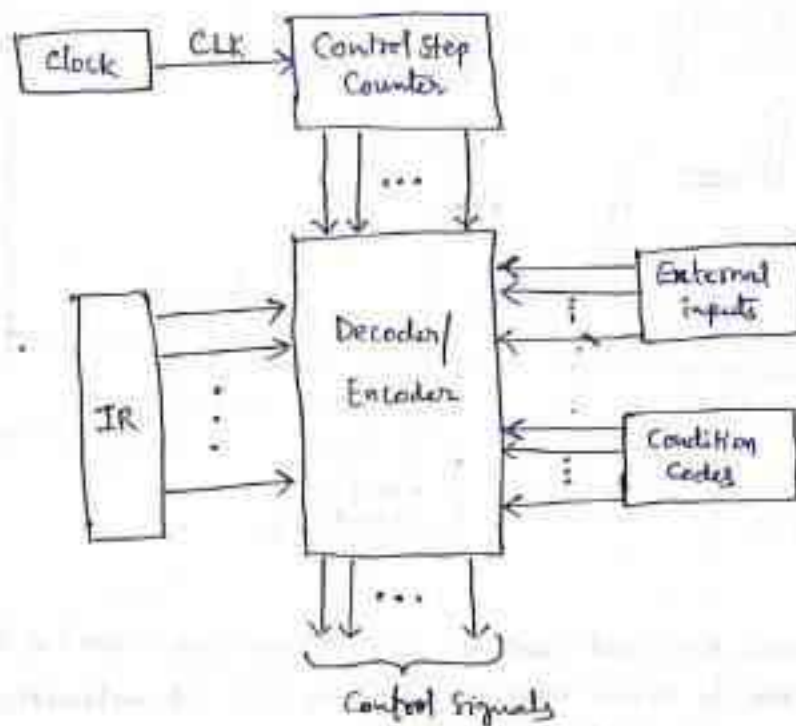 Clock
CLK
Control Step
Counter
...
IR
Decoder/
Encoder
External
inputs
Condition
Codes
...
Control Signals